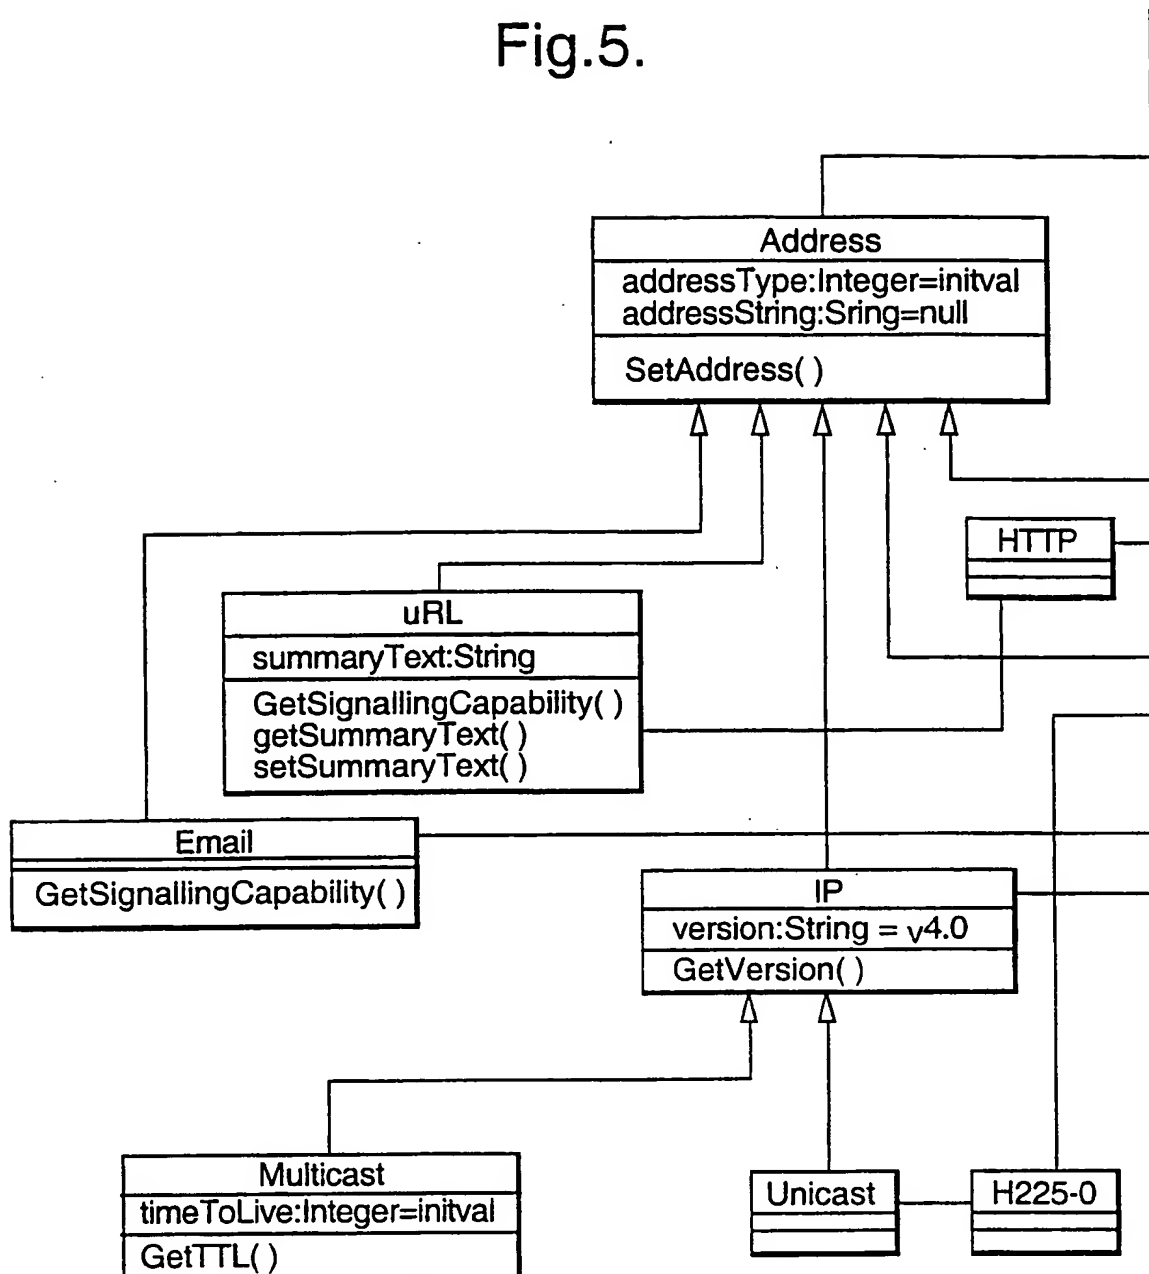 Fig.5.
Address
addressType:Integer=initval
addressString:Sring=null
SetAddress( )
HTTP
uRL
summaryText:String
GetSignallingCapability( )
getSummaryText( )
setSummaryText( )
Email
GetSignallingCapability( )
IP
version:String = v4.0
GetVersion( )
Multicast
timeToLive:Integer=initval
GetTTL( )
Unicast
H225-0